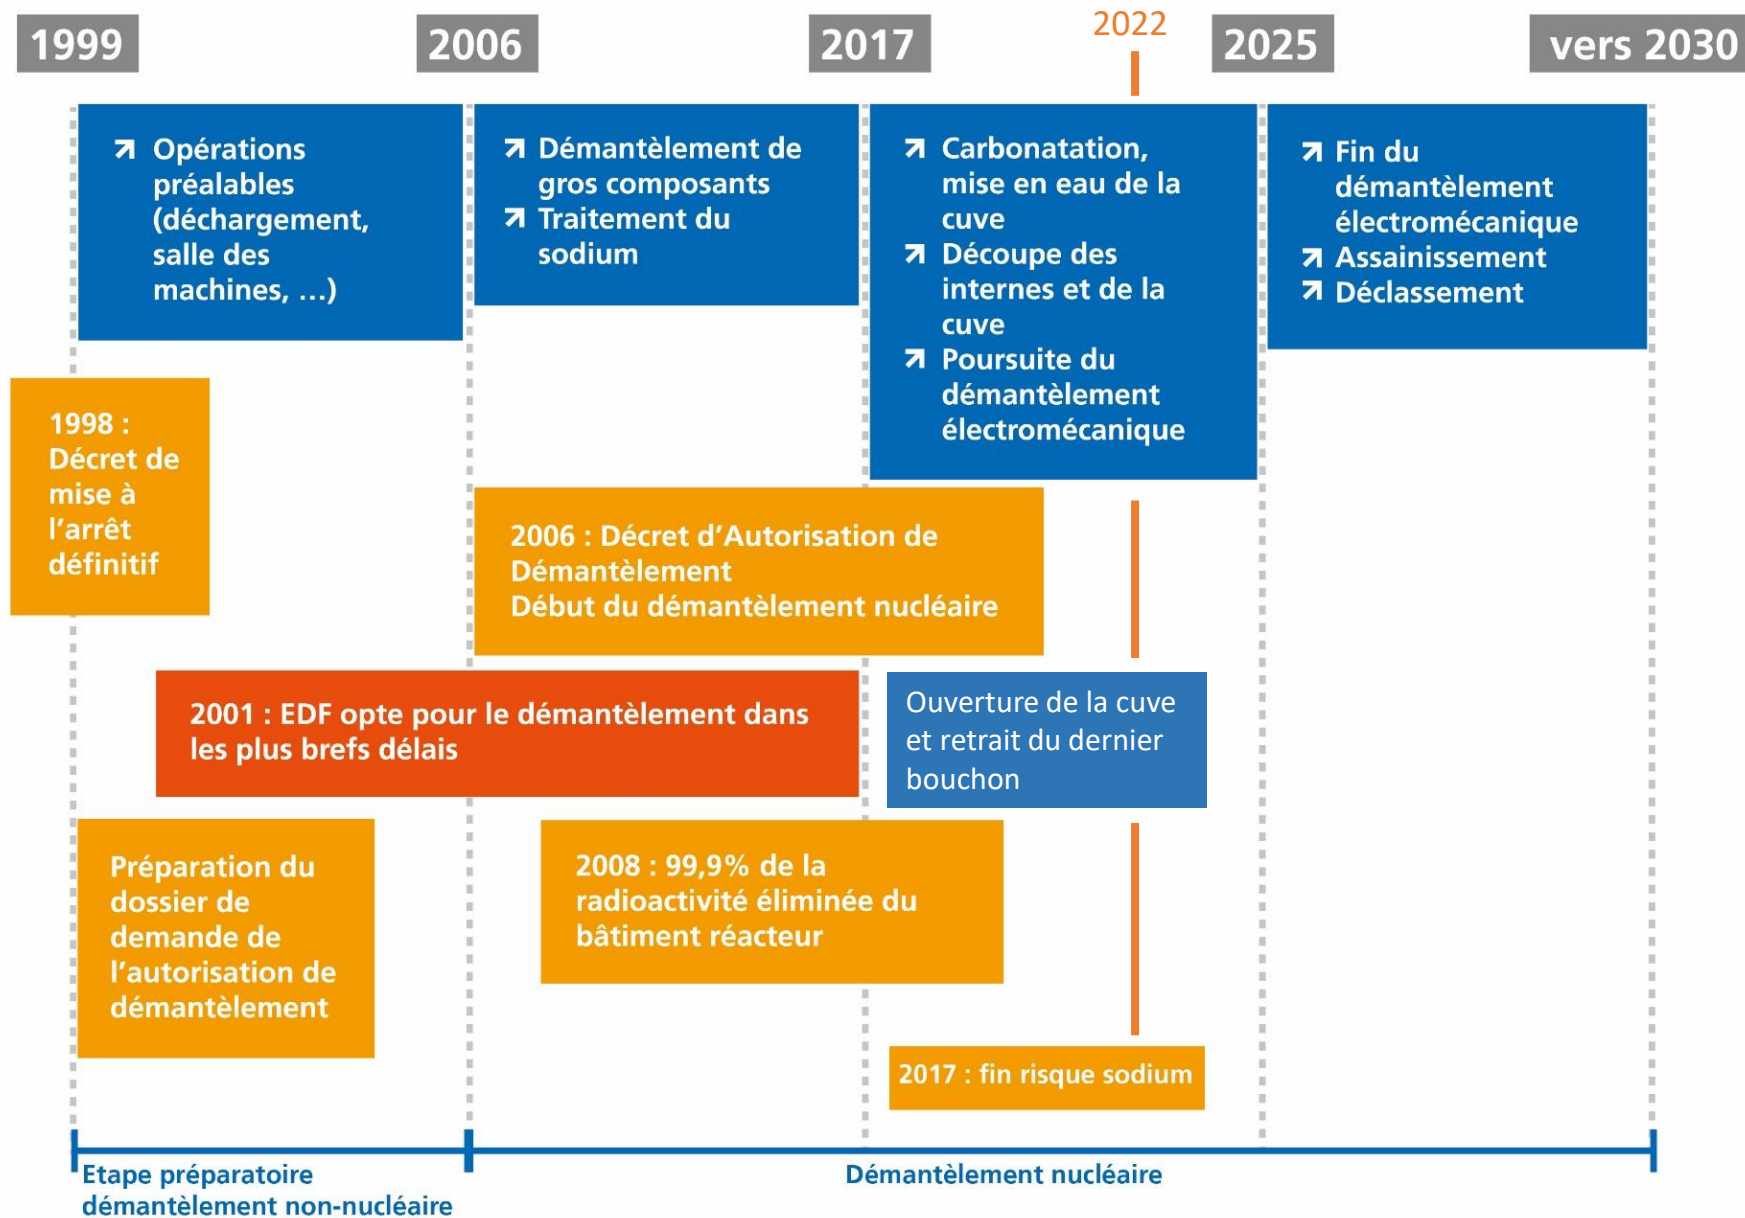 1999
2006
2017
2022
2025
vers 2030
Opérations
préalables
(déchargement,
salle des
machines, ...)
Démantèlement de
gros composants
Traitement du
sodium
Carbonatation,
mise en eau de la
cuve
Découpe des
internes et de la
cuve
Poursuite du
démantèlement
électromécanique
Fin du
démantèlement
électromécanique
Assainissement
Déclassement
1998 :
Décret de
mise à
l'arrêt
définitif
2006 : Décret d'Autorisation de
Démantèlement
Début du démantèlement nucléaire
2001 : EDF opte pour le démantèlement dans
les plus brefs délais
Ouverture de la cuve
et retrait du dernier
bouchon
Préparation du
dossier de
demande de
l'autorisation de
démantèlement
2008 : 99,9% de la
radioactivité éliminée du
bâtiment réacteur
2017 : fin risque sodium
Etape préparatoire
démantèlement non-nucléaire
Démantèlement nucléaire